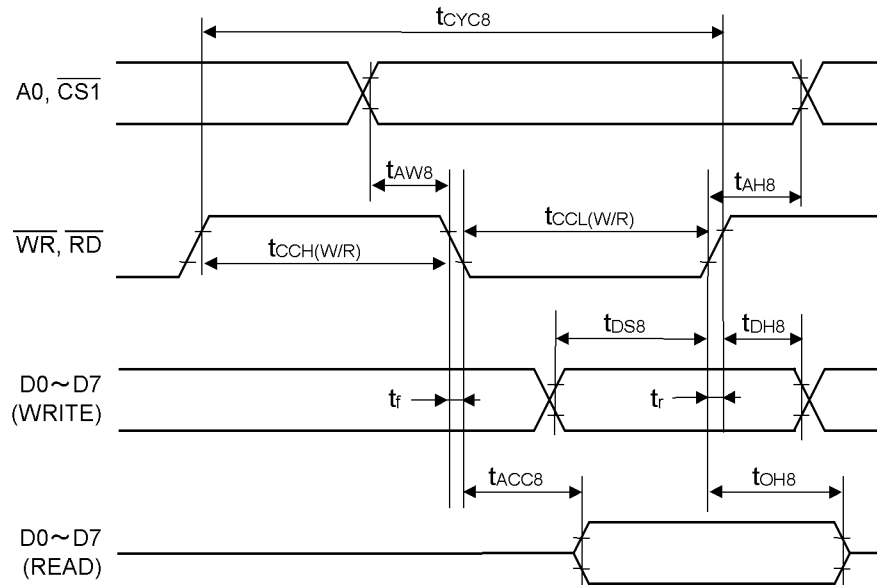 tCYC8
A0, CS1
tAW8
tAH8
WR, RD
tCCL(W/R)
tCCH(W/R)
tDS8
tDH8
D0～D7
(WRITE)
tf
tr
tACC8
tOH8
D0～D7
(READ)